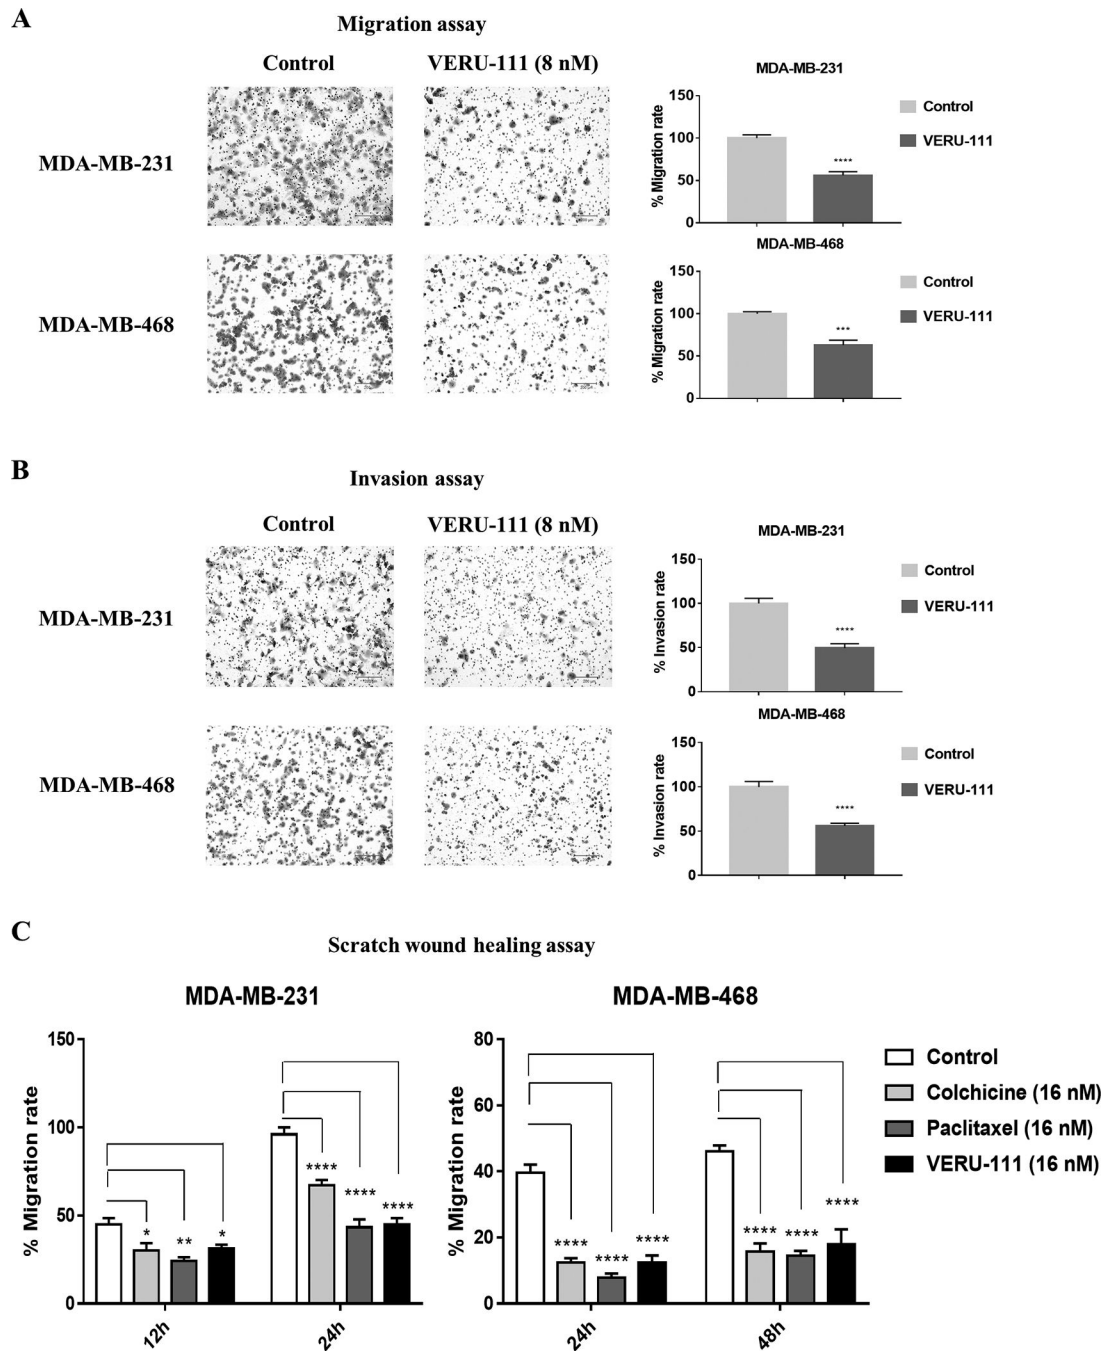 A
Migration assay
Control
VERU-111 (8 nM)
MDA-MB-231
MDA-MB-468
MDA-MB-231
% Migration rate
150
100
50
0
****
Control
VERU-111
MDA-MB-468
% Migration rate
150
100
50
0
***
Control
VERU-111
B
Invasion assay
Control
VERU-111 (8 nM)
MDA-MB-231
MDA-MB-468
MDA-MB-231
% Invasion rate
150
100
50
0
****
Control
VERU-111
MDA-MB-468
% Invasion rate
150
100
50
0
****
Control
VERU-111
C
Scratch wound healing assay
MDA-MB-231
% Migration rate
150
100
50
0
* ** *
**** **** ****
12h
24h
MDA-MB-468
% Migration rate
80
60
40
20
0
**** **** ****
**** **** ****
24h
48h
Control
Colchicine (16 nM)
Paclitaxel (16 nM)
VERU-111 (16 nM)